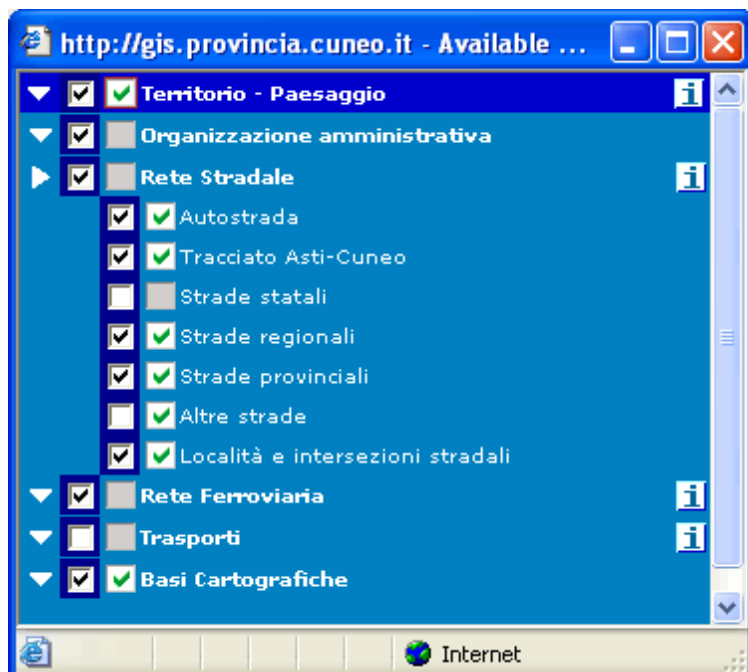 http://gis.provincia.cuneo.it - Available ...
Territorio - Paesaggio i
Organizzazione amministrativa
Rete Stradale i
Autostrada
Tracciato Asti-Cuneo
Strade statali
Strade regionali
Strade provinciali
Altre strade
Località e intersezioni stradali
Rete Ferroviaria i
Trasporti i
Basi Cartografiche
Internet